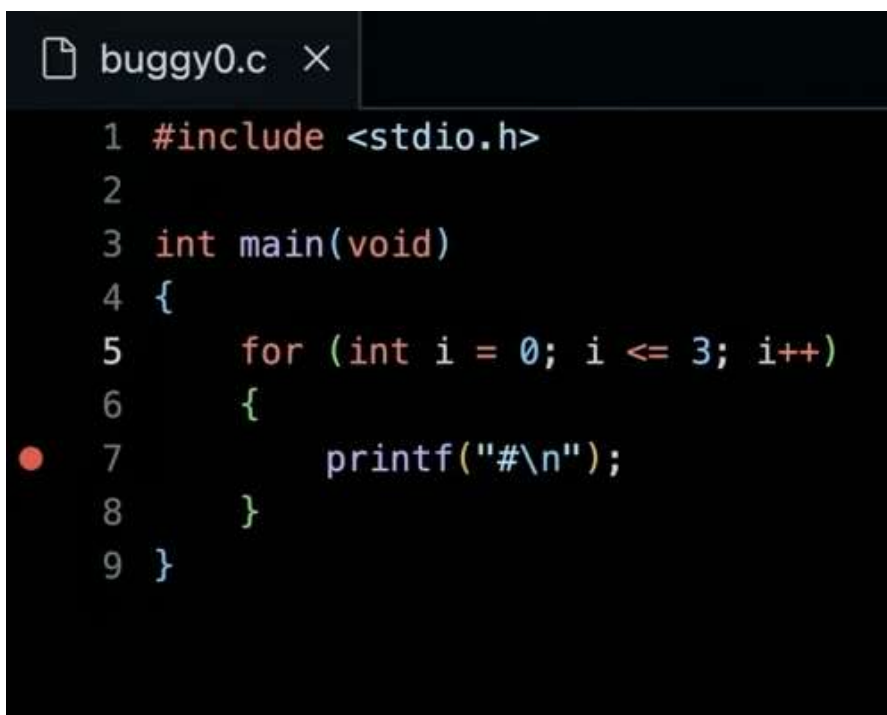 buggy0.c ×
1 #include <stdio.h>
2
3 int main(void)
4 {
5     for (int i = 0; i <= 3; i++)
6     {
7         printf("#\n");
8     }
9 }